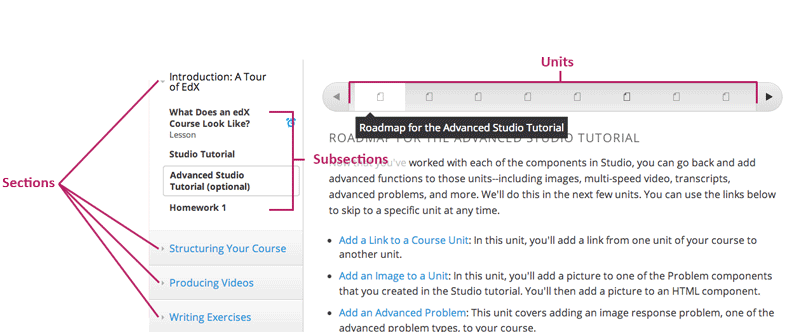 Units
Introduction: A Tour
of EdX
What Does an edX
Course Look Like?
Lesson
Studio Tutorial
Advanced Studio
Tutorial (optional)
Homework 1
Subsections
Sections
Structuring Your Course
Producing Videos
Writing Exercises
Roadmap for the Advanced Studio Tutorial
ROADMAP FOR THE ADVANCED STUDIO TUTORIAL
Now that you've worked with each of the components in Studio, you can go back and add
advanced functions to those units--including images, multi-speed video, transcripts,
advanced problems, and more. We'll do this in the next few units. You can use the links below
to skip to a specific unit at any time.
Add a Link to a Course Unit: In this unit, you'll add a link from one unit of your course to
another unit.
Add an Image to a Unit: In this unit, you'll add a picture to one of the Problem components
that you created in the Studio tutorial. You'll then add a picture to an HTML component.
Add an Advanced Problem: This unit covers adding an image response problem, one of the
advanced problem types, to your course.